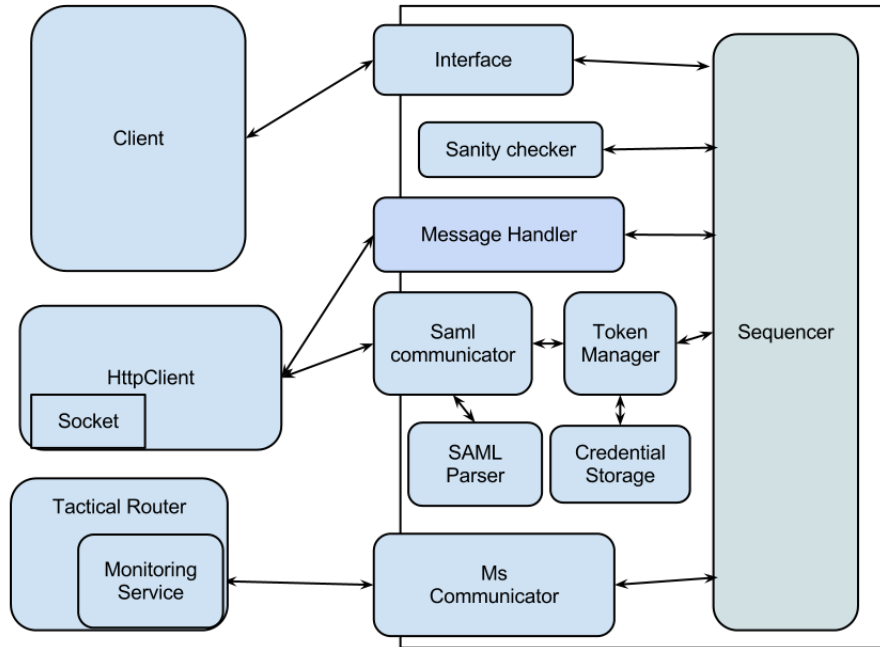 Client
Interface
Sanity checker
Message Handler
HttpClient
Socket
Saml
communicator
Token
Manager
Sequencer
SAML
Parser
Credential
Storage
Tactical Router
Monitoring
Service
Ms
Communicator